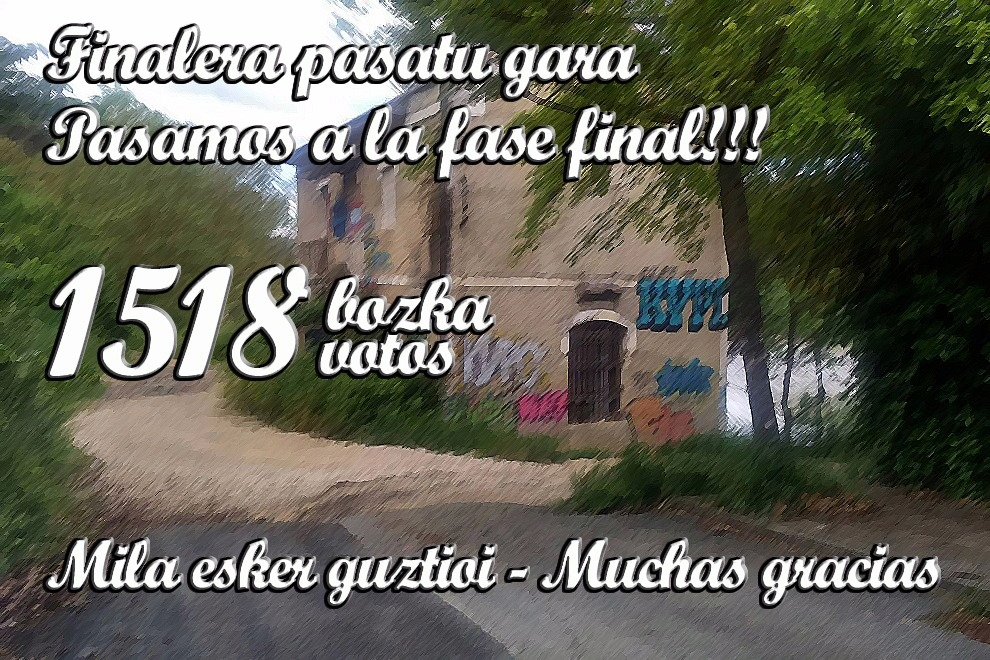 Finalera pasatu gara
Pasamos a la fase final!!!
1518 bozka
votos
Mila esker guztioi - Muchas gracias